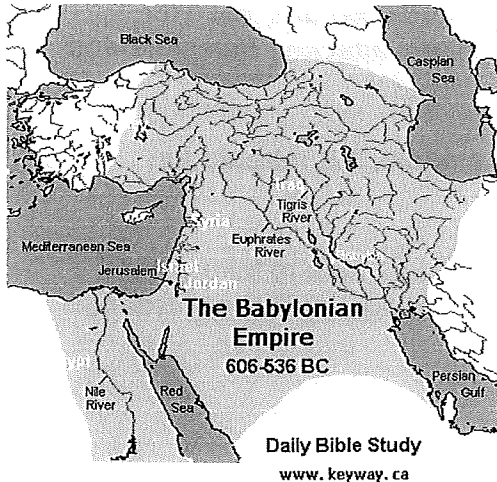 Black Sea
Caspian
Sea
Tigris
River
Syria
Euphrates
River
Mediterranean Sea
Jerusalem
Israel
Jordan
The Babylonian
Empire
606-536 BC
Nile
River
Red
Sea
Persian
Gulf
Daily Bible Study
www.keyway.ca